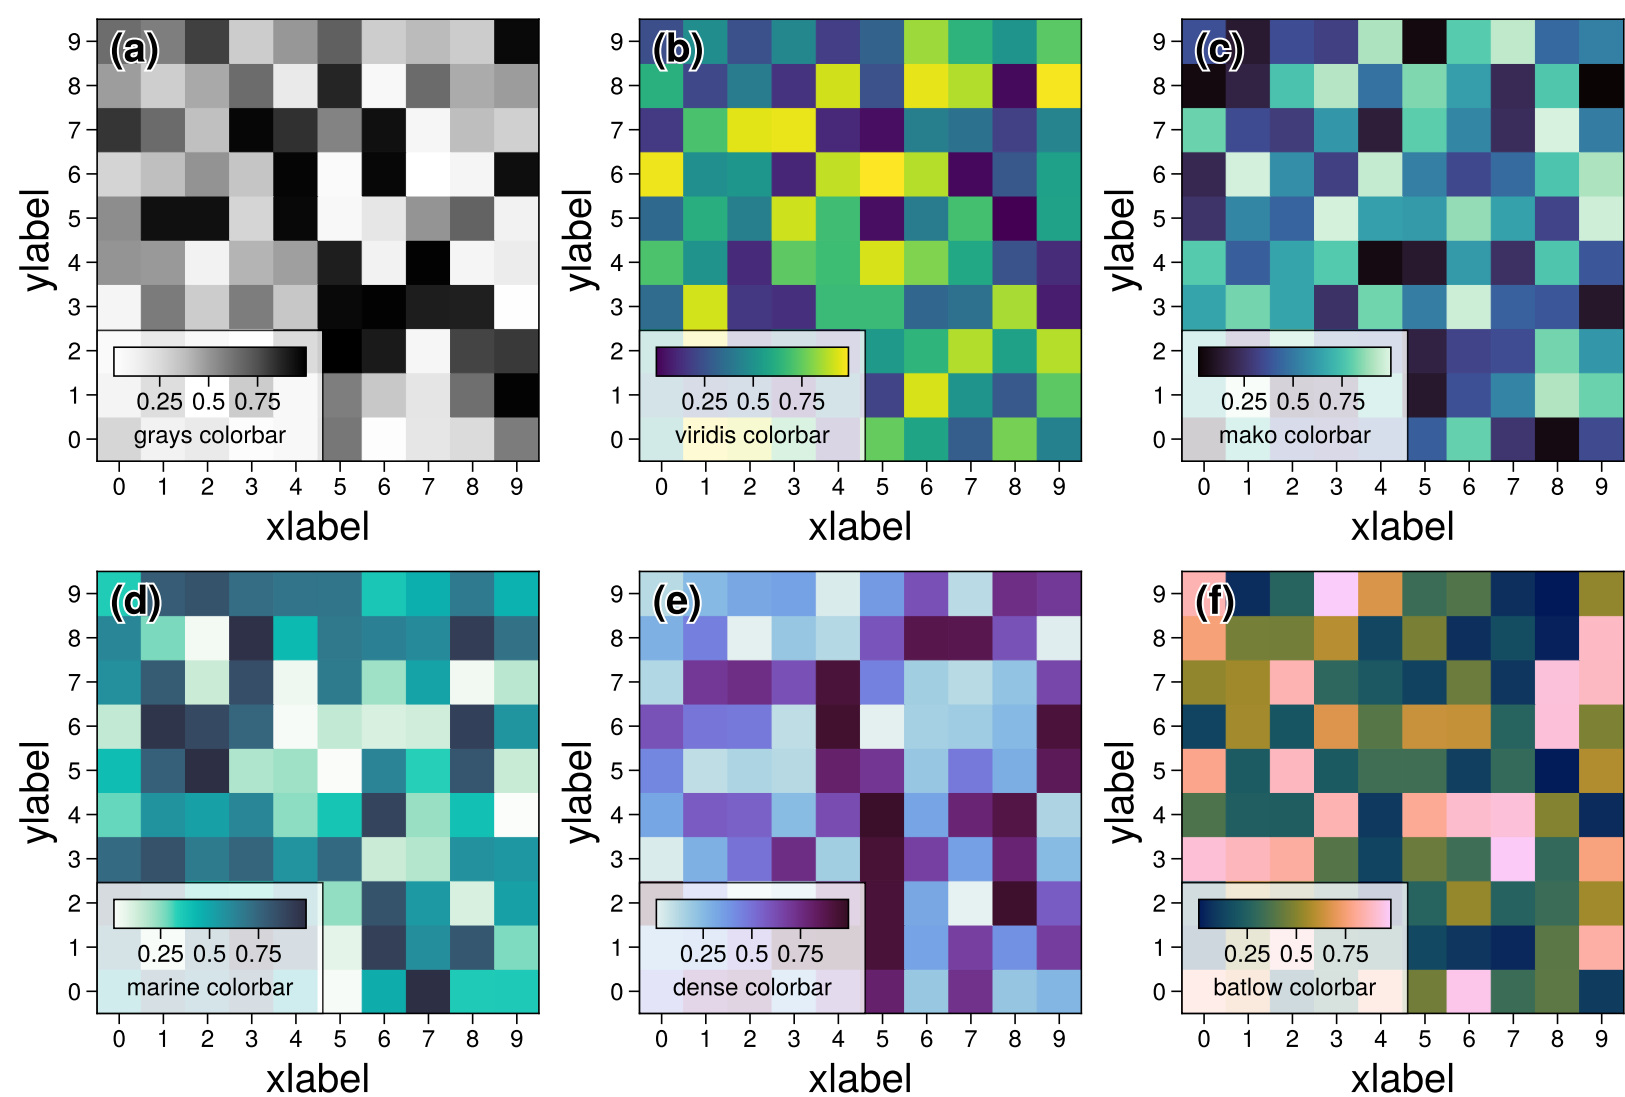 (a)
ylabel
9
8
7
6
5
4
3
2
1
0
0.25 0.5 0.75
grays colorbar
0 1 2 3 4 5 6 7 8 9
xlabel
(b)
ylabel
9
8
7
6
5
4
3
2
1
0
0.25 0.5 0.75
viridis colorbar
0 1 2 3 4 5 6 7 8 9
xlabel
(c)
ylabel
9
8
7
6
5
4
3
2
1
0
0.25 0.5 0.75
mako colorbar
0 1 2 3 4 5 6 7 8 9
xlabel
(d)
ylabel
9
8
7
6
5
4
3
2
1
0
0.25 0.5 0.75
marine colorbar
0 1 2 3 4 5 6 7 8 9
xlabel
(e)
ylabel
9
8
7
6
5
4
3
2
1
0
0.25 0.5 0.75
dense colorbar
0 1 2 3 4 5 6 7 8 9
xlabel
(f)
ylabel
9
8
7
6
5
4
3
2
1
0
0.25 0.5 0.75
batlow colorbar
0 1 2 3 4 5 6 7 8 9
xlabel